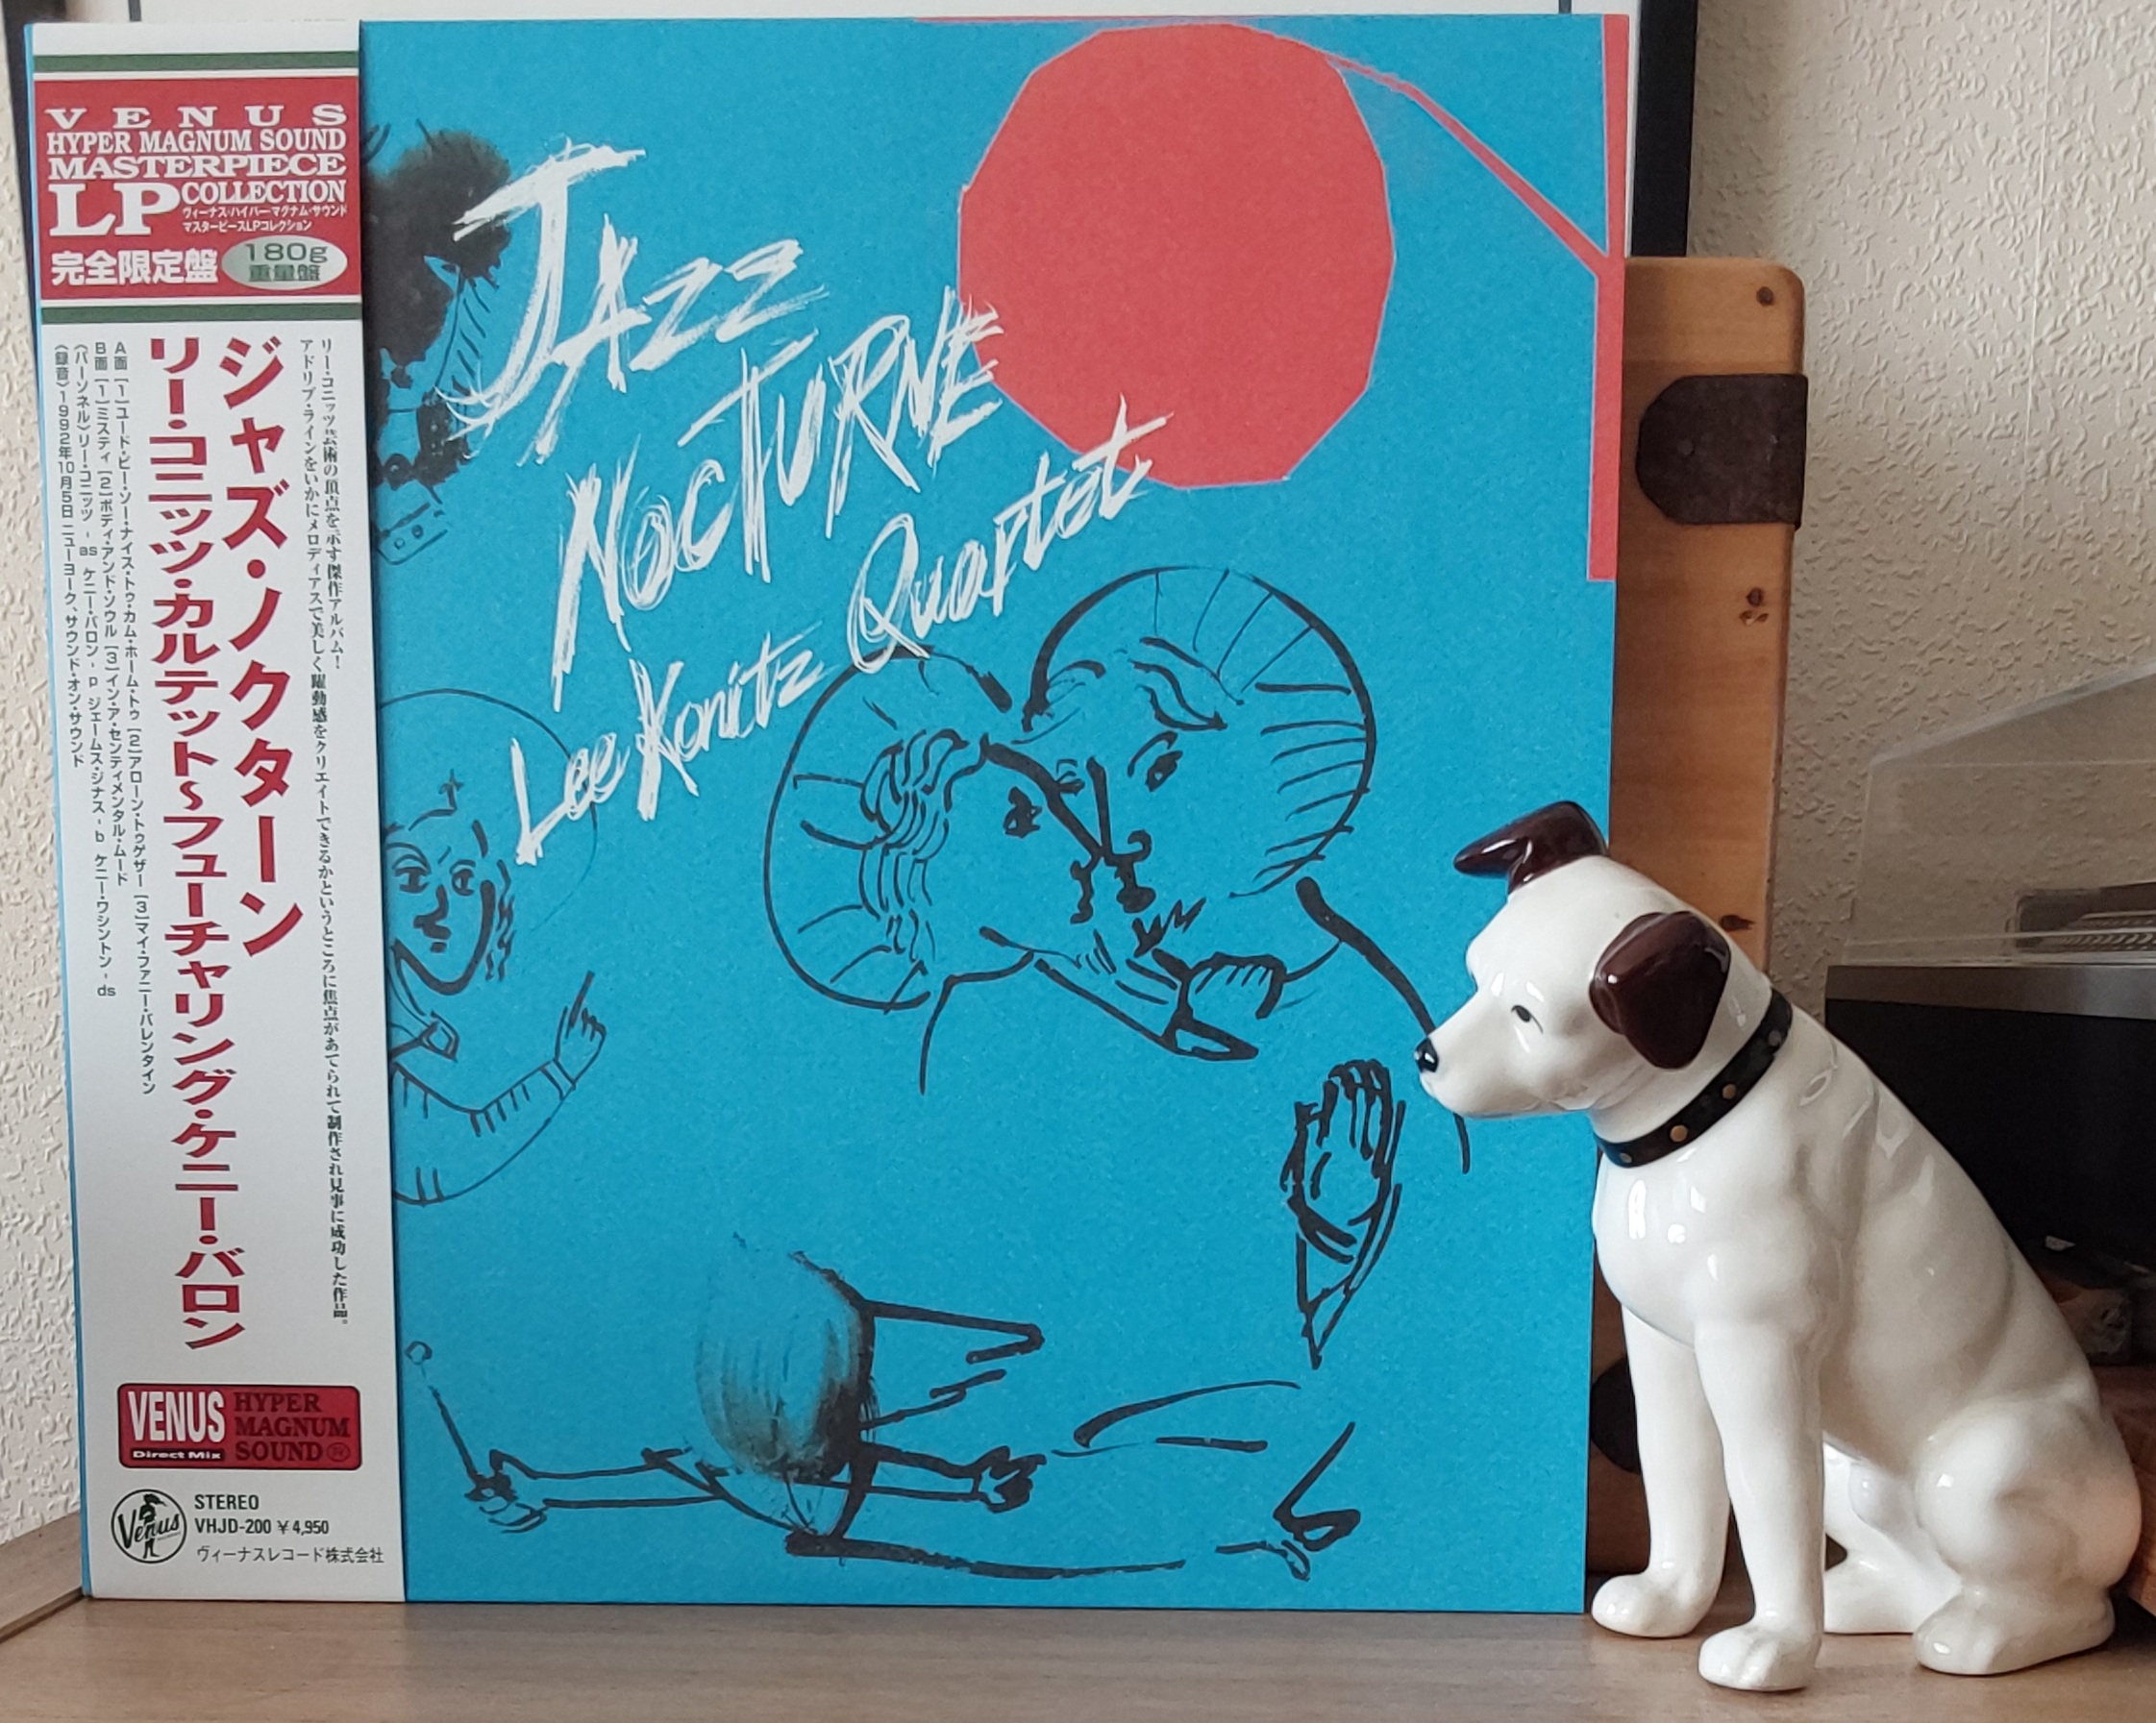 VENUS
HYPER MAGNUM SOUND
MASTERPIECE
LP COLLECTION
ヴィーナス・ハイパー・マグナム・サウンド
マスターピースLPコレクション
完全限定盤
180g
重量盤
リー・コニッツ芸術の頂点を示す傑作アルバム！
アドリブ・ラインをいかにメロディアスで美しく躍動感をクリエイトできるかというところに焦点があてられて制作され見事に成功した作品。
ジャズ・ノクターン
リー・コニッツ・カルテット〜フューチャリング・ケニー・バロン
A面 [1]ユード・ビー・ソー・ナイス・トゥ・カム・ホーム・トゥ [2]アローン・トゥゲザー [3]マイ・ファニー・バレンタイン
B面 [1]ミスティ [2]ボディ・アンド・ソウル [3]イン・ア・センティメンタル・ムード
〈パーソネル〉リー・コニッツ - as ケニー・バロン - p ジェームス・ジナス - b ケニー・ワシントン - ds
〈録音〉1992年10月5日 ニューヨーク、サウンド・オン・サウンド
VENUS
Direct Mix
HYPER
MAGNUM
SOUND
Venus
STEREO
VHJD-200 ¥4,950
ヴィーナスレコード株式会社
JAZZ
NOCTURNE
Lee Konitz Quartet